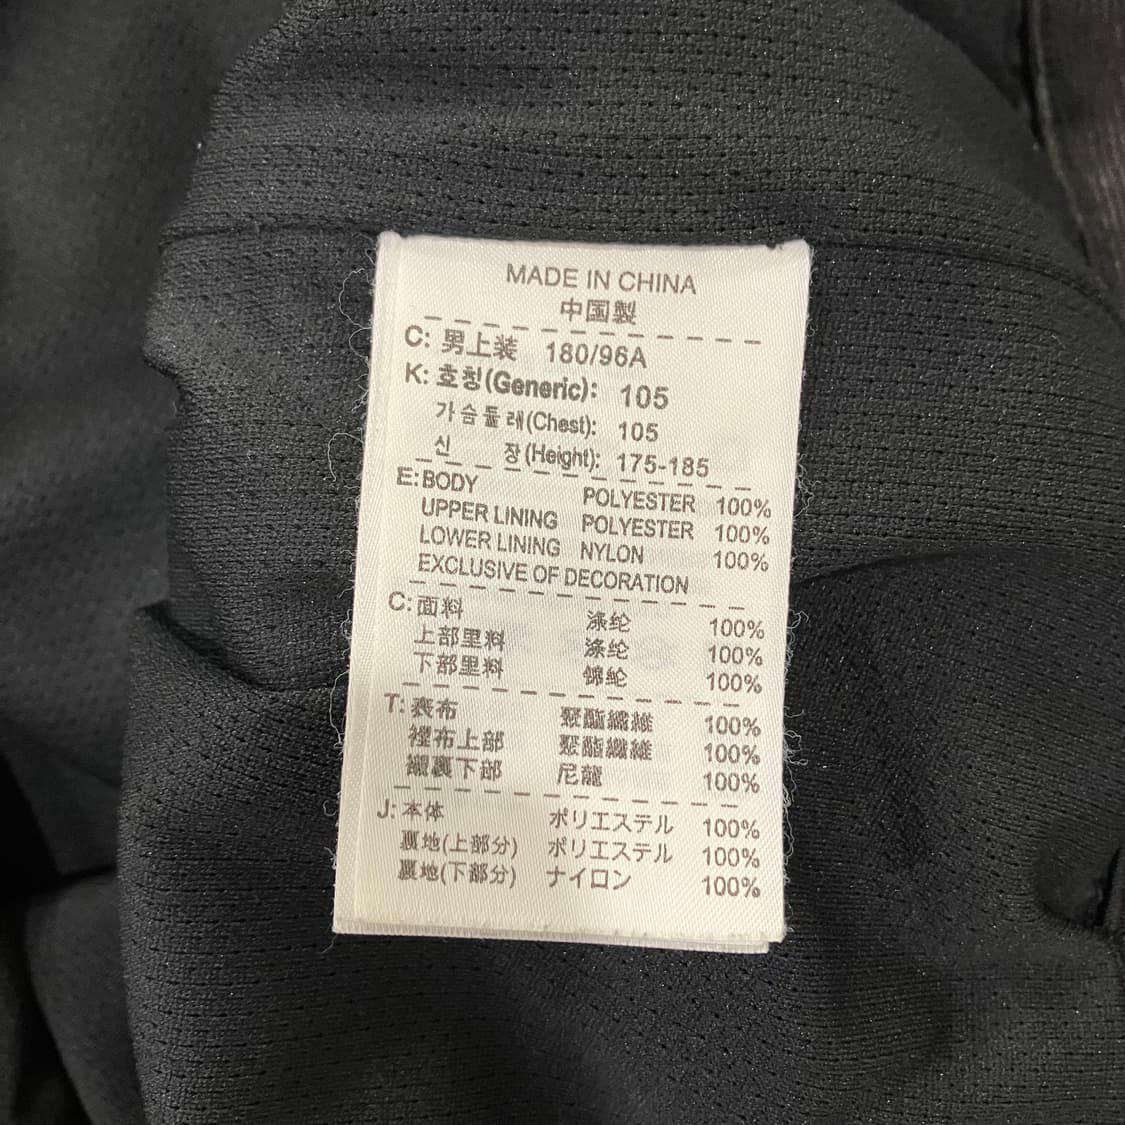 MADE IN CHINA
中国製
C: 男上装 180/96A
K: 호칭(Generic): 105
가슴둘레(Chest): 105
신 장(Height): 175-185
E: BODY POLYESTER 100%
UPPER LINING POLYESTER 100%
LOWER LINING NYLON 100%
EXCLUSIVE OF DECORATION
C: 面料 涤纶 100%
上部里料 涤纶 100%
下部里料 锦纶 100%
T: 表布 聚酯纖維 100%
裡布上部 聚酯纖維 100%
襯裏下部 尼龍 100%
J: 本体 ポリエステル 100%
裏地(上部分) ポリエステル 100%
裏地(下部分) ナイロン 100%